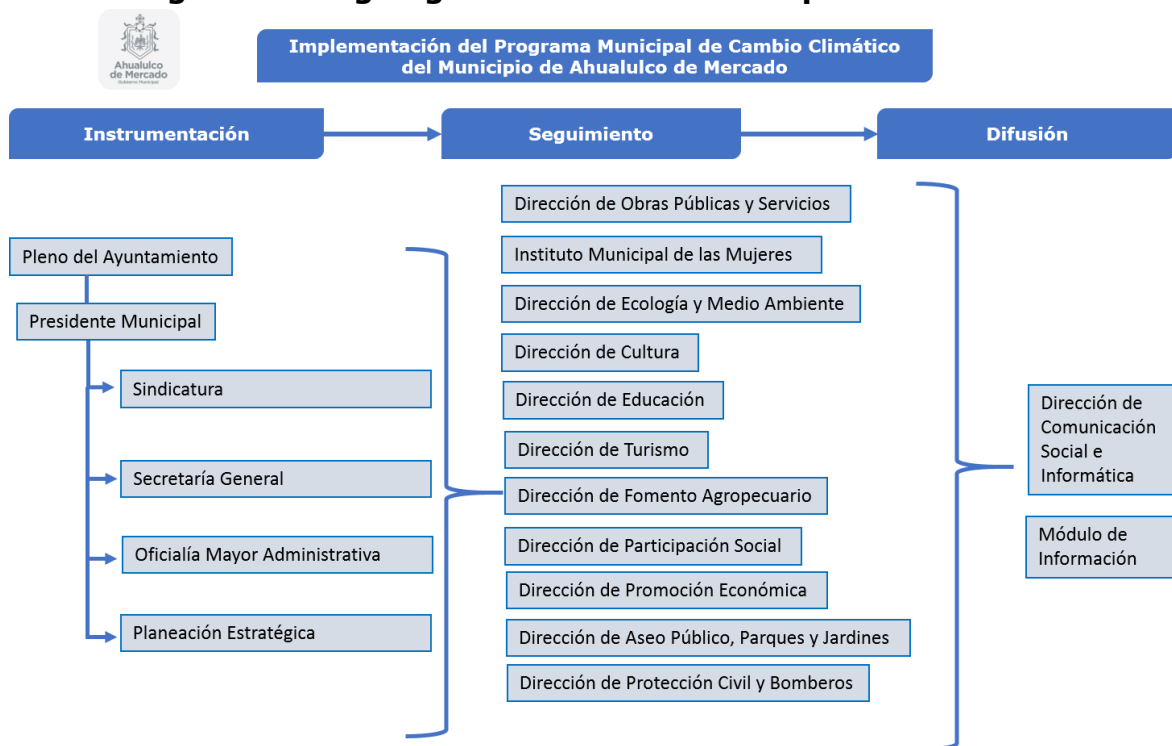 Ahualulco
de Mercado
Gobierno Municipal
Implementación del Programa Municipal de Cambio Climático
del Municipio de Ahualulco de Mercado
Instrumentación
Seguimiento
Difusión
Pleno del Ayuntamiento
Presidente Municipal
Sindicatura
Secretaría General
Oficialía Mayor Administrativa
Planeación Estratégica
Dirección de Obras Públicas y Servicios
Instituto Municipal de las Mujeres
Dirección de Ecología y Medio Ambiente
Dirección de Cultura
Dirección de Educación
Dirección de Turismo
Dirección de Fomento Agropecuario
Dirección de Participación Social
Dirección de Promoción Económica
Dirección de Aseo Público, Parques y Jardines
Dirección de Protección Civil y Bomberos
Dirección de
Comunicación
Social e
Informática
Módulo de
Información